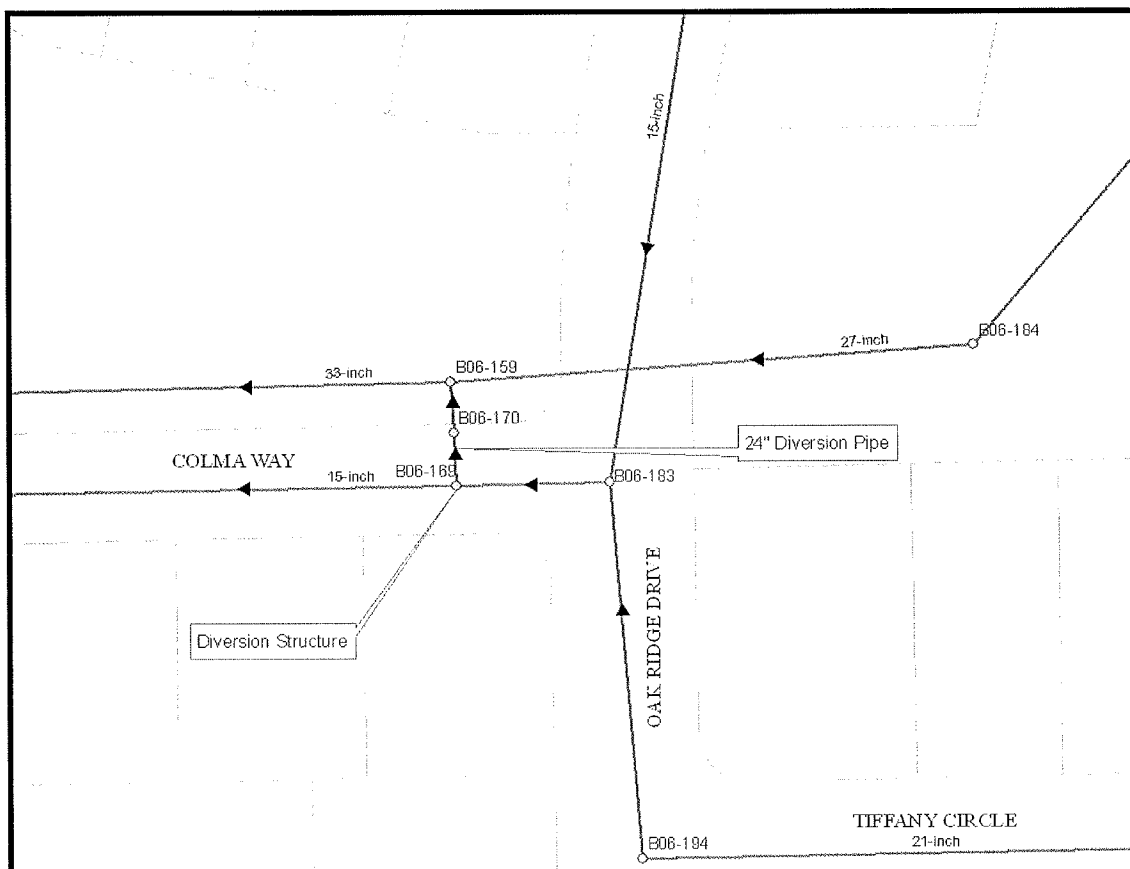 15-inch
B06-184
27-inch
B06-159
33-inch
B06-170
24" Diversion Pipe
COLMA WAY
B06-169
15-inch
B06-183
OAK RIDGE DRIVE
Diversion Structure
TIFFANY CIRCLE
21-inch
B06-194